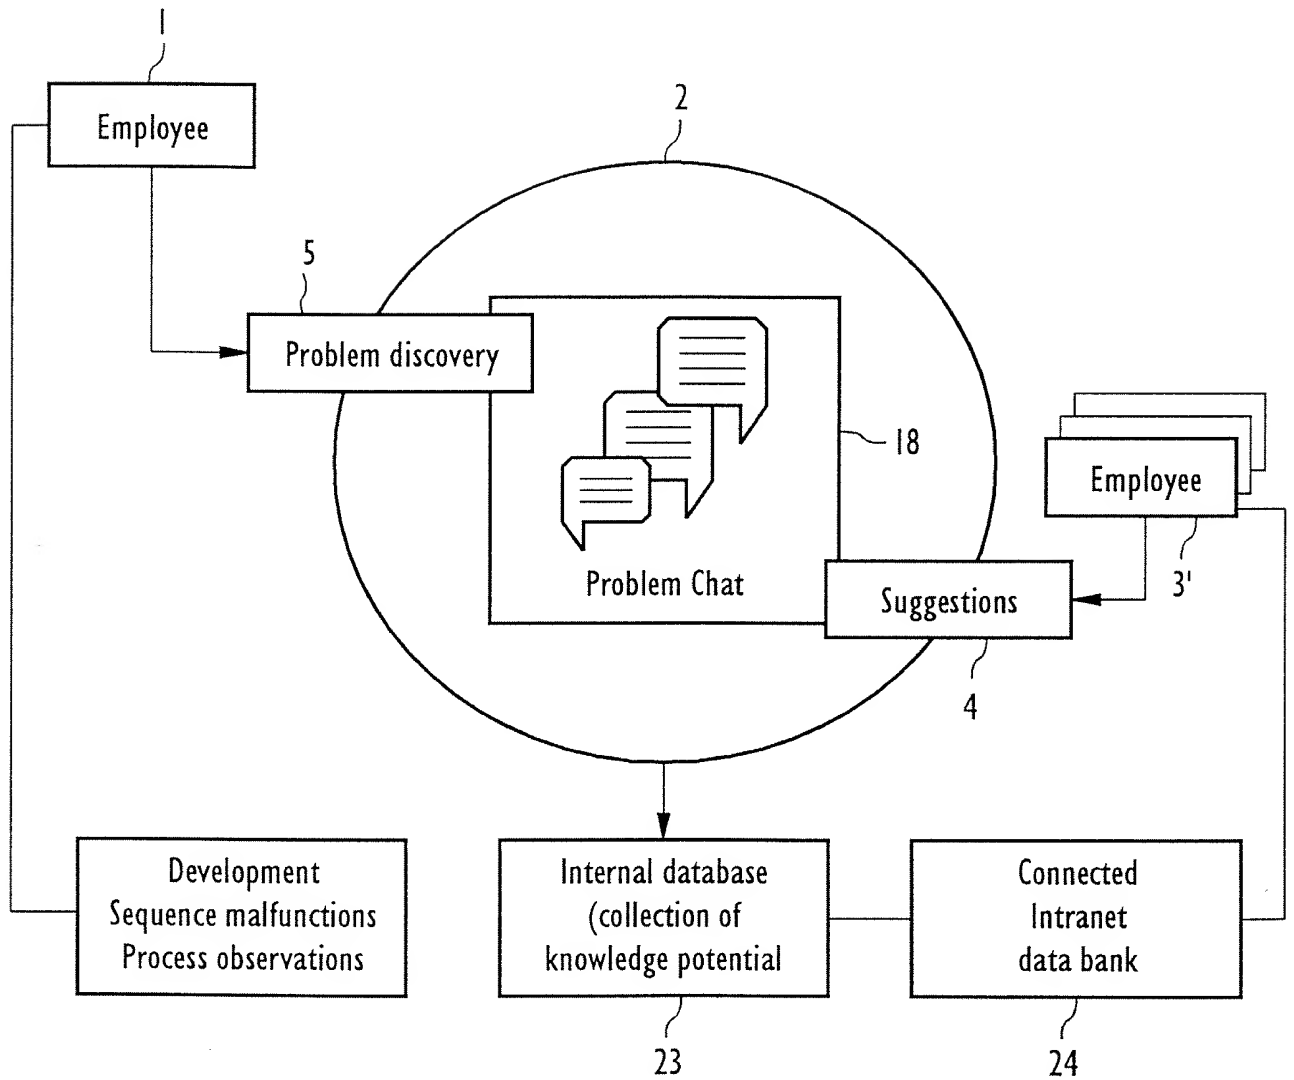 1
Employee
2
5
Problem discovery
18
Employee
3'
Problem Chat
Suggestions
4
Development
Sequence malfunctions
Process observations
Internal database
(collection of
knowledge potential
Connected
Intranet
data bank
23
24